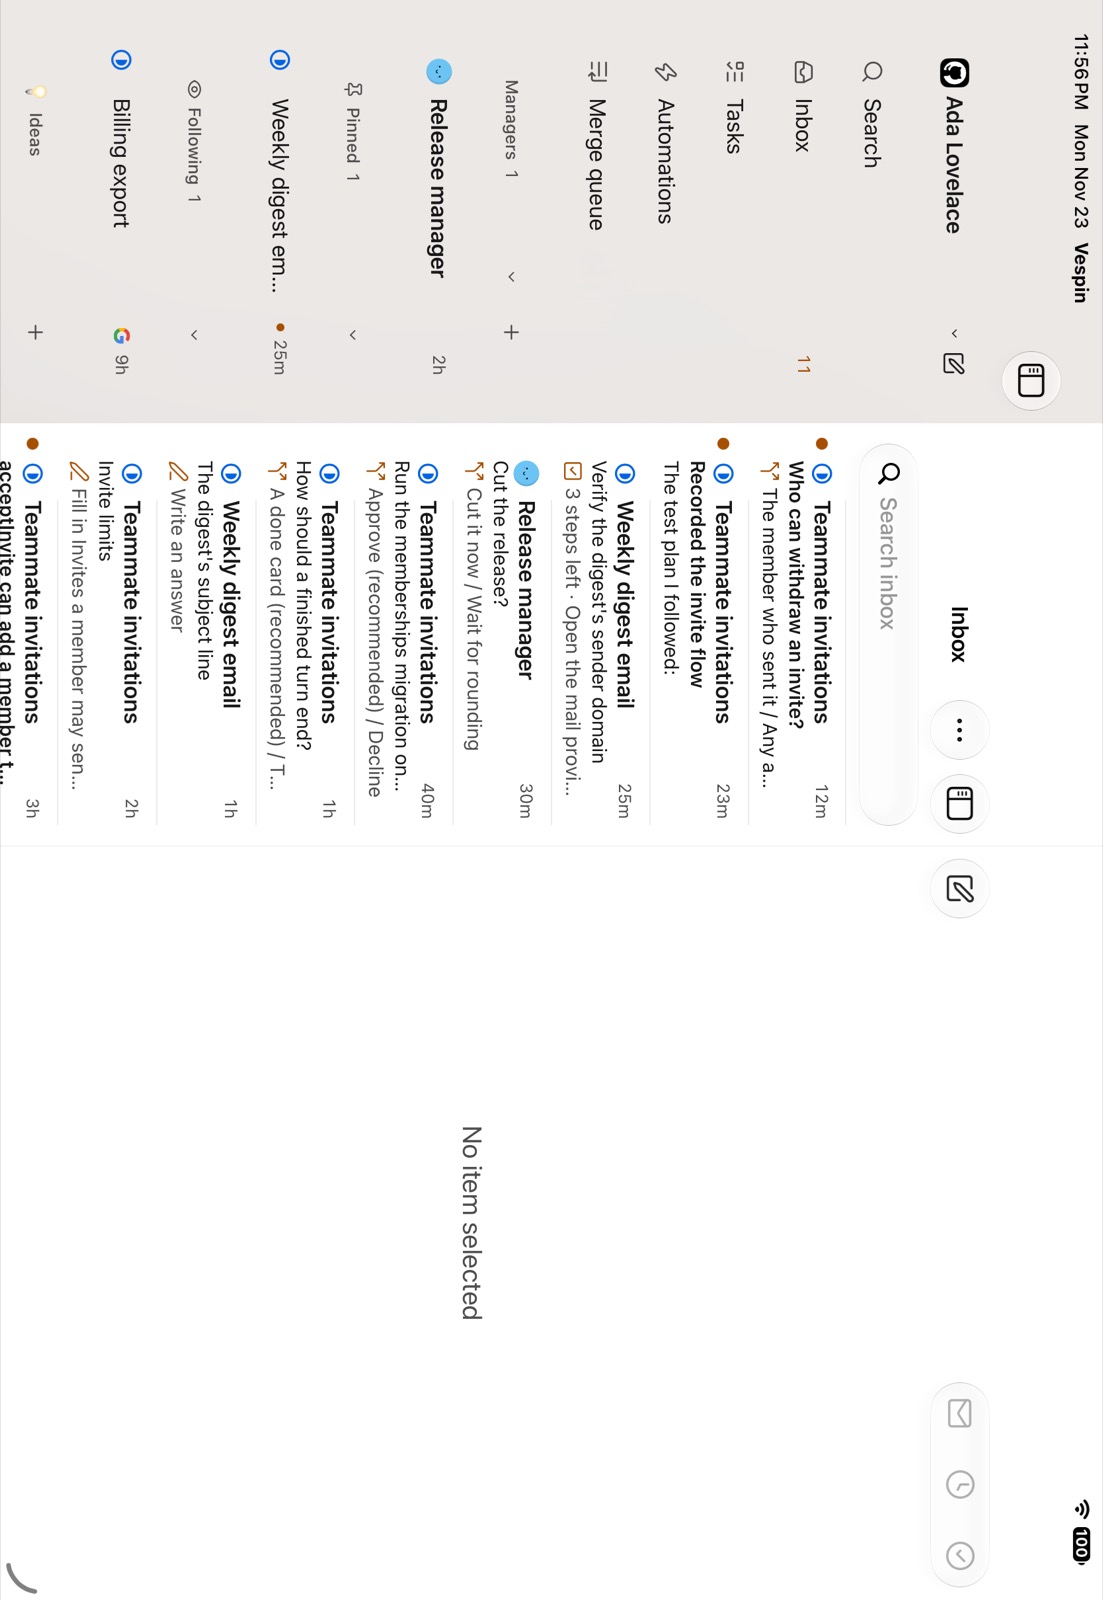 11:56 PM Mon Nov 23 Vespin
100
Ada Lovelace
Search
Inbox 11
Tasks
Automations
Merge queue
Managers 1
Release manager 2h
Pinned 1
Weekly digest em... 25m
Following 1
Billing export 9h
Ideas
Inbox
Search inbox
Teammate invitations 12m
Who can withdraw an invite?
The member who sent it / Any a...
Teammate invitations 23m
Recorded the invite flow
The test plan I followed:
Weekly digest email 25m
Verify the digest's sender domain
3 steps left · Open the mail provi...
Release manager 30m
Cut the release?
Cut it now / Wait for rounding
Teammate invitations 40m
Run the memberships migration on...
Approve (recommended) / Decline
Teammate invitations 1h
How should a finished turn end?
A done card (recommended) / T...
Weekly digest email 1h
The digest's subject line
Write an answer
Teammate invitations 2h
Invite limits
Fill in Invites a member may sen...
Teammate invitations 3h
acceptInvite can add a member t...
No item selected